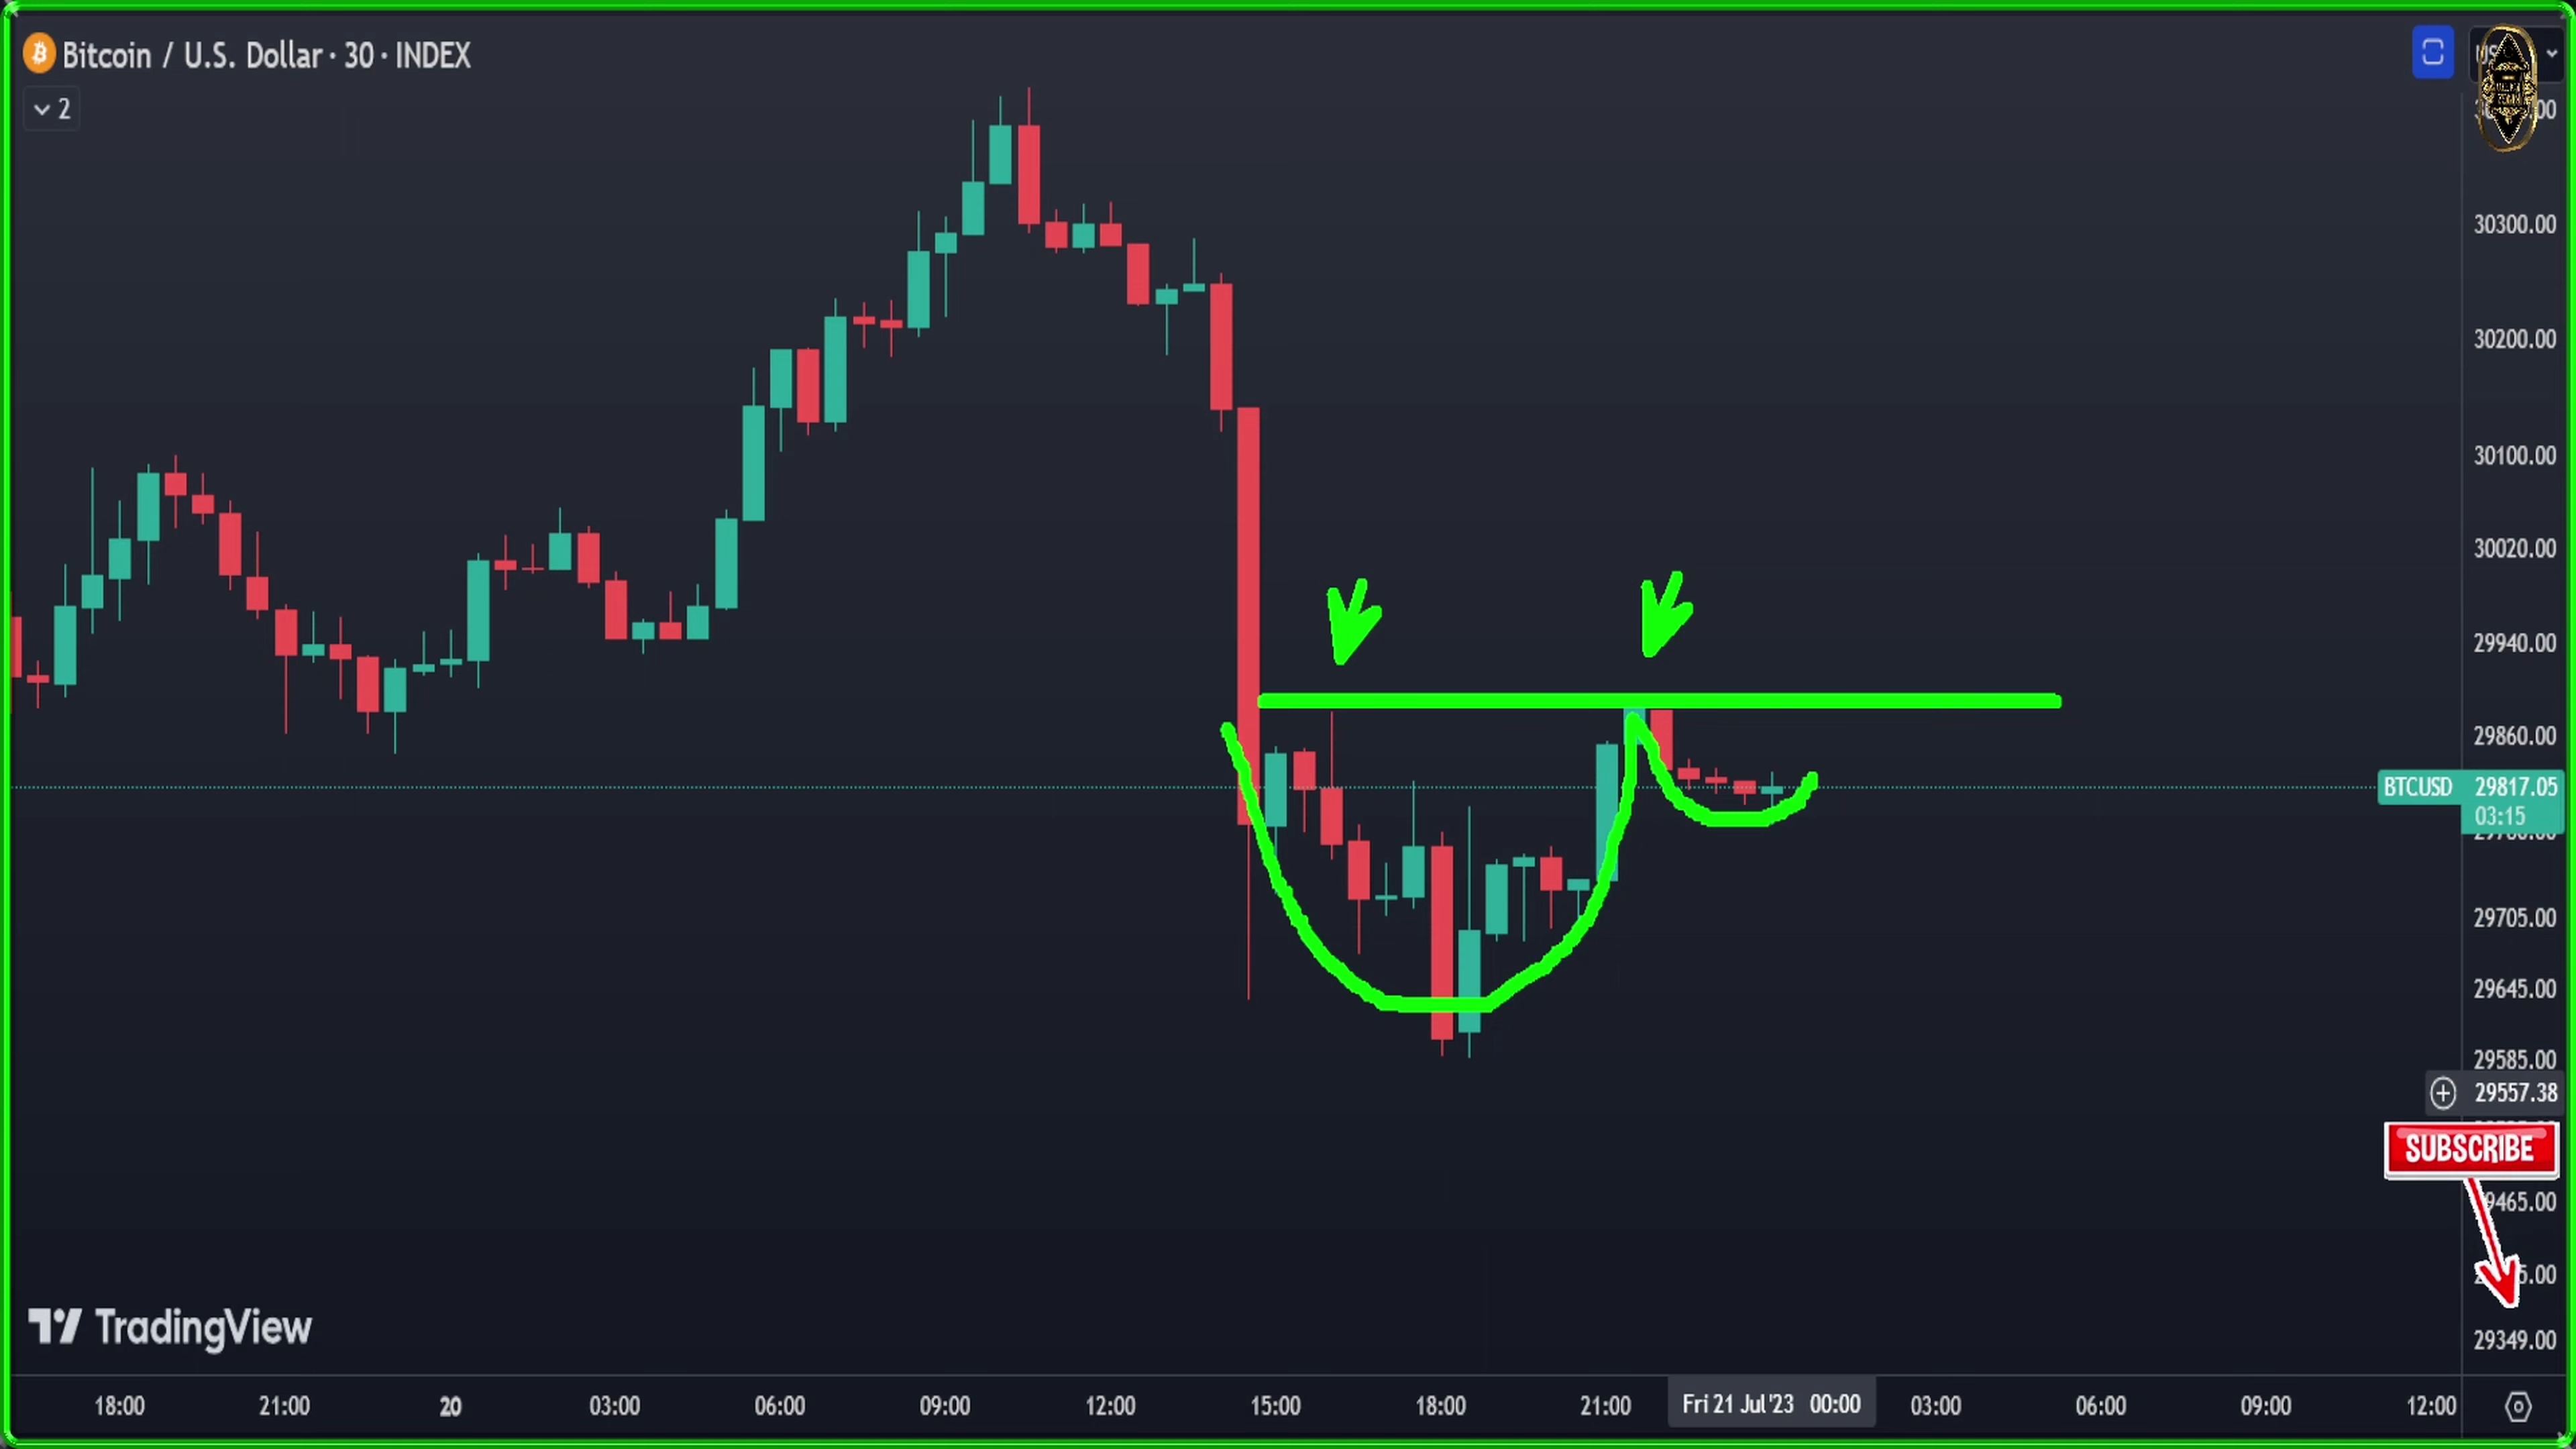 Bitcoin / U.S. Dollar · 30 · INDEX
2
30300.00
30200.00
30100.00
30020.00
29940.00
29860.00
BTCUSD 29817.05
03:15
29705.00
29645.00
29585.00
29557.38
SUBSCRIBE
29349.00
TradingView
18:00 21:00 20 03:00 06:00 09:00 12:00 15:00 18:00 21:00 Fri 21 Jul '23 00:00 03:00 06:00 09:00 12:00